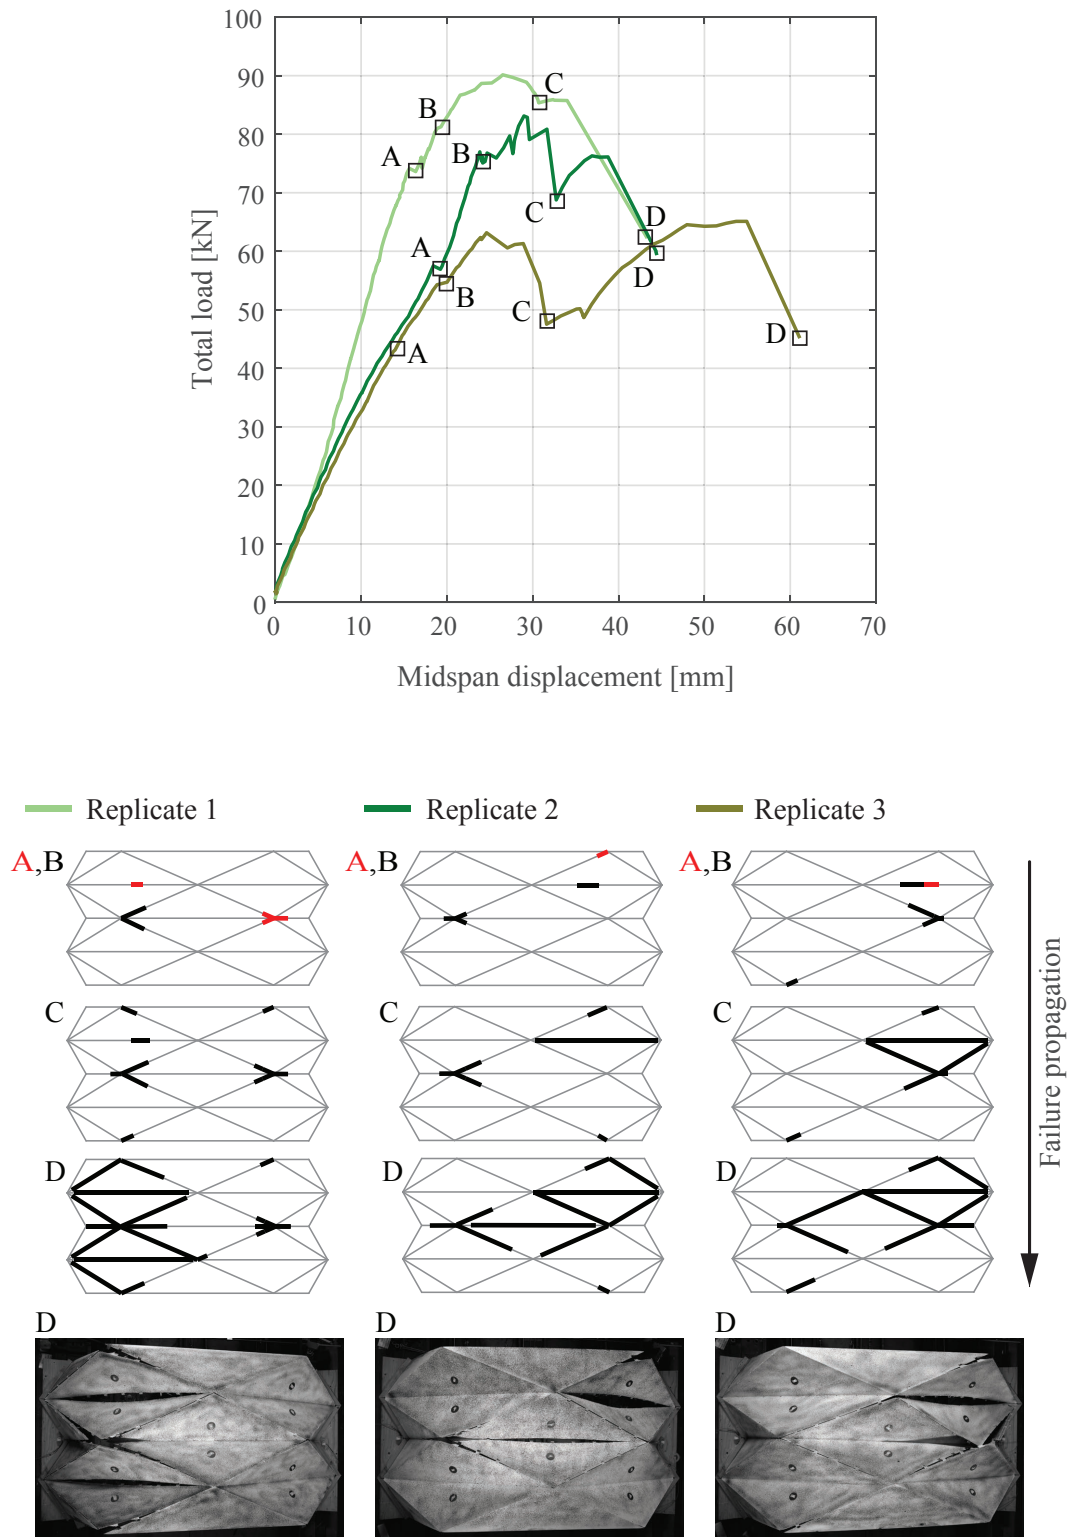 100
90
80
70
60
50
40
30
20
10
0
Total load [kN]
A
B
C
A
B
C
D
A
B
C
D
D
0 10 20 30 40 50 60 70
Midspan displacement [mm]
Replicate 1 Replicate 2 Replicate 3
A,B A,B A,B
C C C
D D D
D D D
Failure propagation